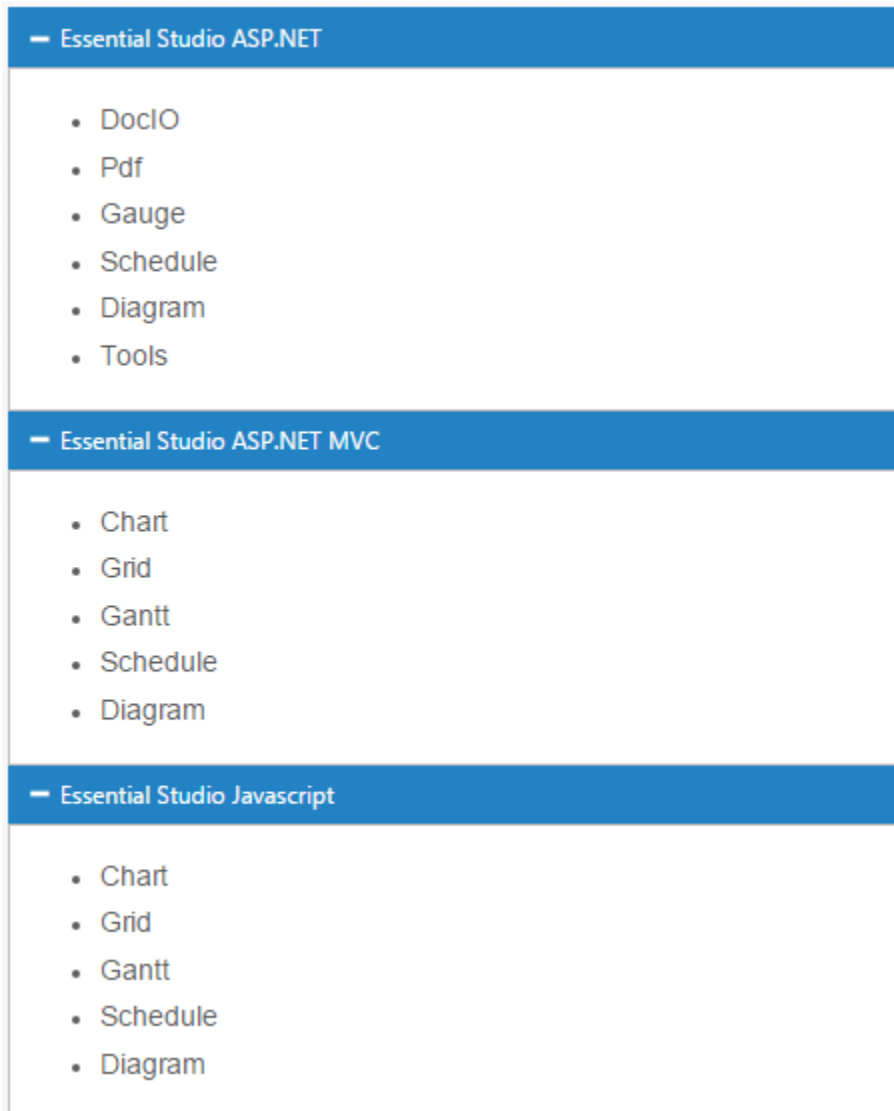 Essential Studio ASP.NET
DocIO
Pdf
Gauge
Schedule
Diagram
Tools
Essential Studio ASP.NET MVC
Chart
Grid
Gantt
Schedule
Diagram
Essential Studio Javascript
Chart
Grid
Gantt
Schedule
Diagram